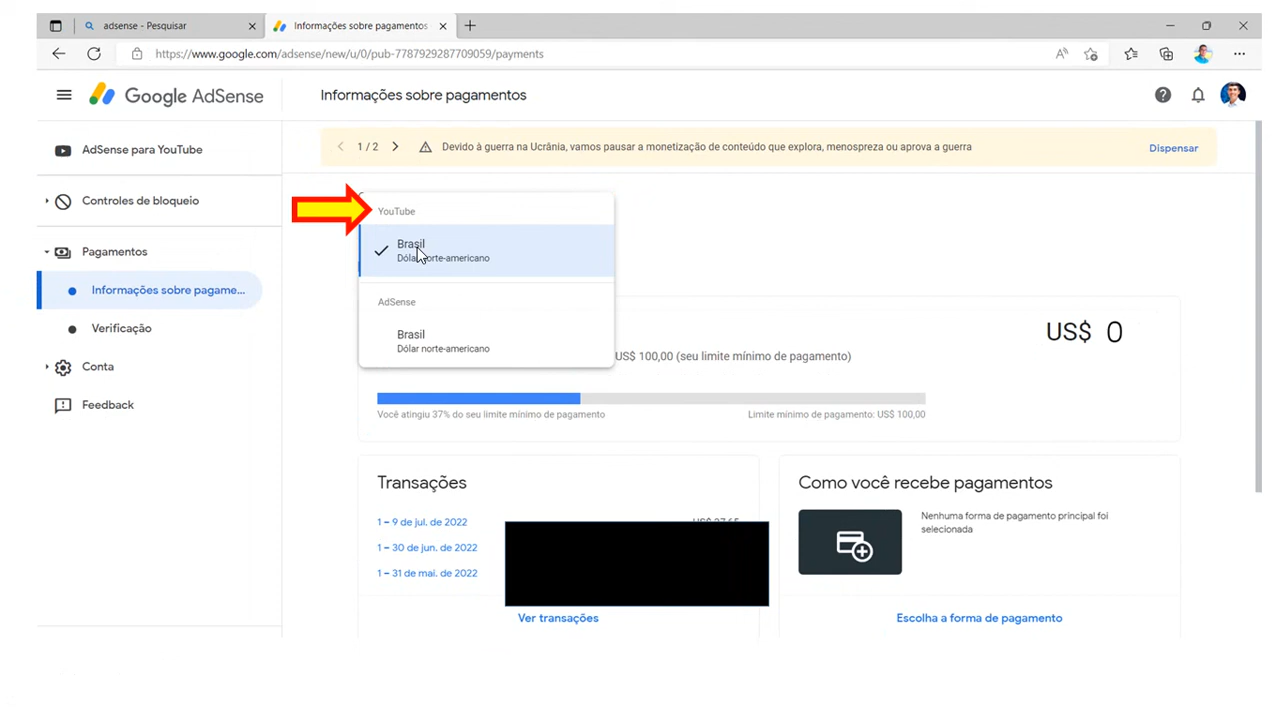 adsense - Pesquisar
Informações sobre pagamentos
https://www.google.com/adsense/new/u/0/pub-7787929287709059/payments
Google AdSense
Informações sobre pagamentos
AdSense para YouTube
Controles de bloqueio
Pagamentos
Informações sobre pagame...
Verificação
Conta
Feedback
1 / 2
Devido à guerra na Ucrânia, vamos pausar a monetização de conteúdo que explora, menospreza ou aprova a guerra
Dispensar
YouTube
Brasil
Dólar norte-americano
AdSense
Brasil
Dólar norte-americano
US$ 0
US$ 100,00 (seu limite mínimo de pagamento)
Você atingiu 37% do seu limite mínimo de pagamento
Limite mínimo de pagamento: US$ 100,00
Transações
1 – 9 de jul. de 2022
1 – 30 de jun. de 2022
1 – 31 de mai. de 2022
Ver transações
Como você recebe pagamentos
Nenhuma forma de pagamento principal foi
selecionada
Escolha a forma de pagamento